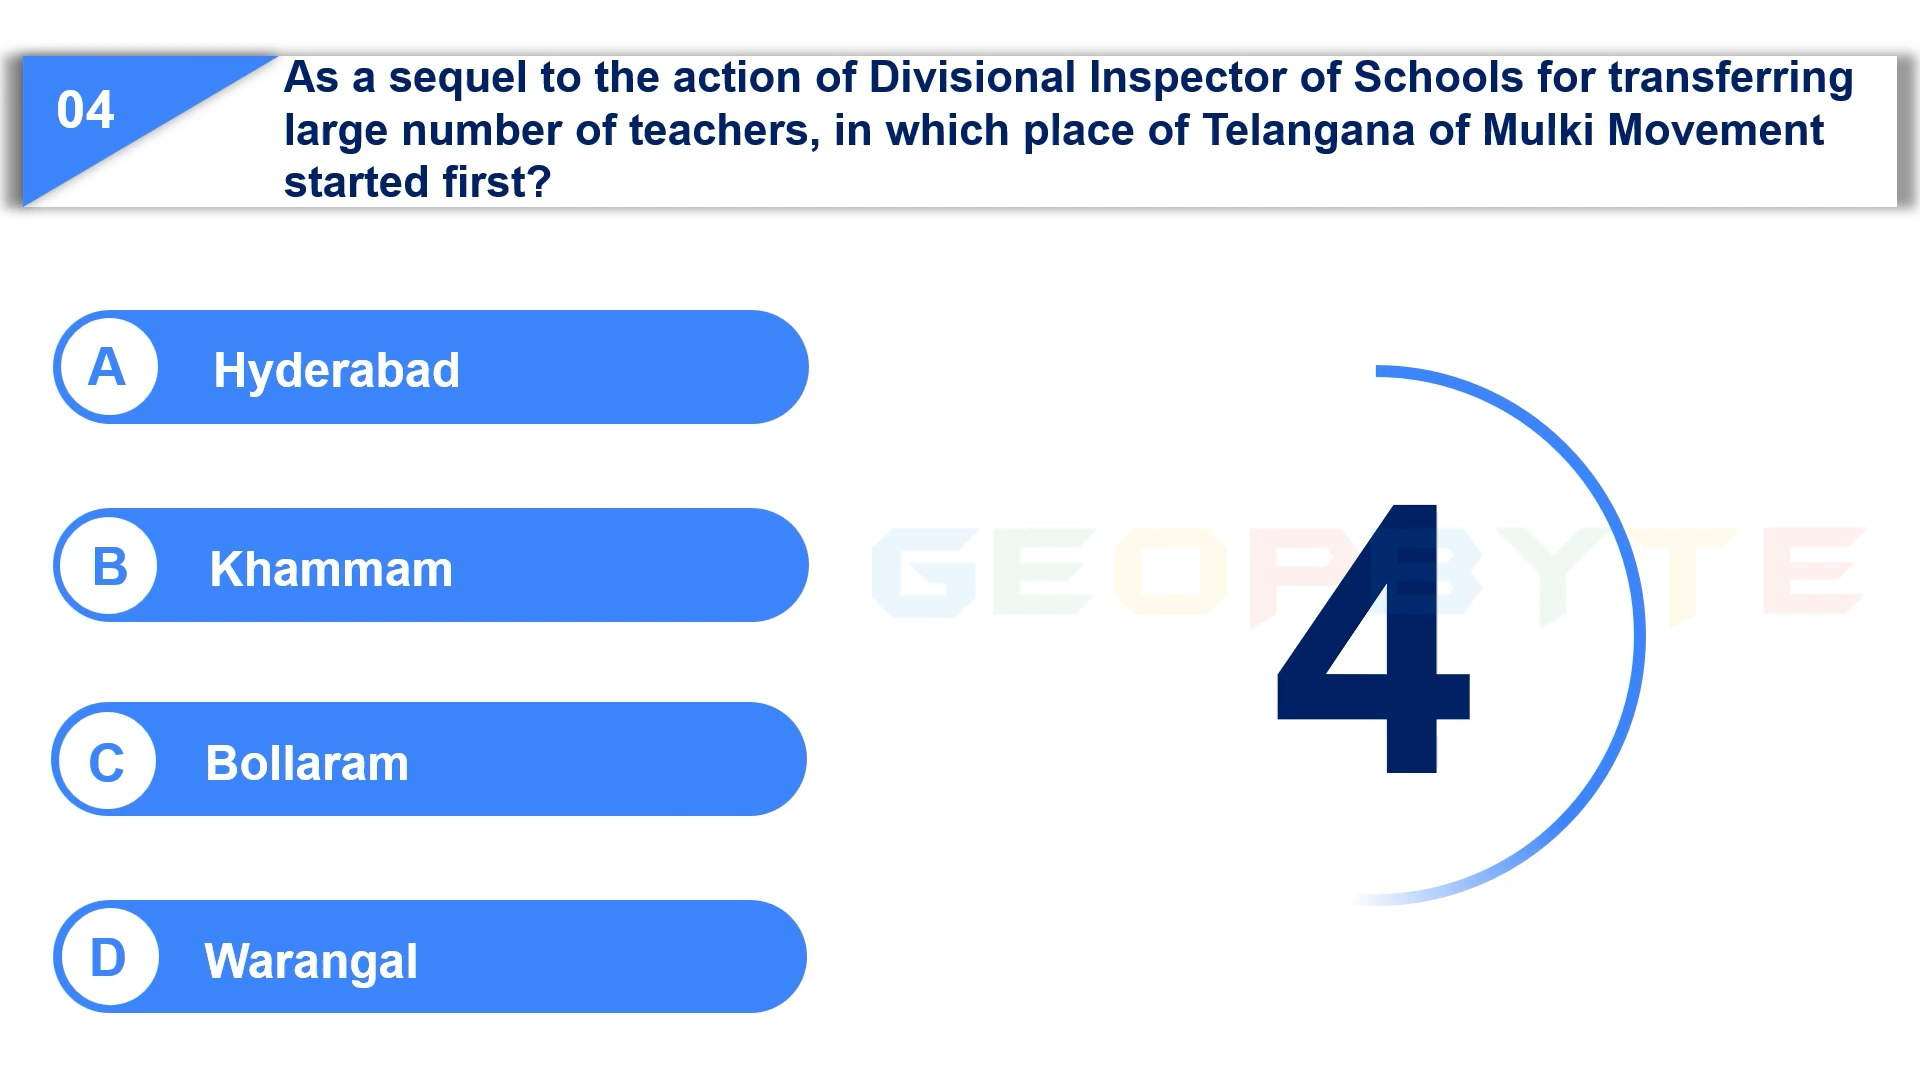 04
As a sequel to the action of Divisional Inspector of Schools for transferring
large number of teachers, in which place of Telangana of Mulki Movement
started first?
A Hyderabad
B Khammam
C Bollaram
D Warangal
GEOPBYTE
4